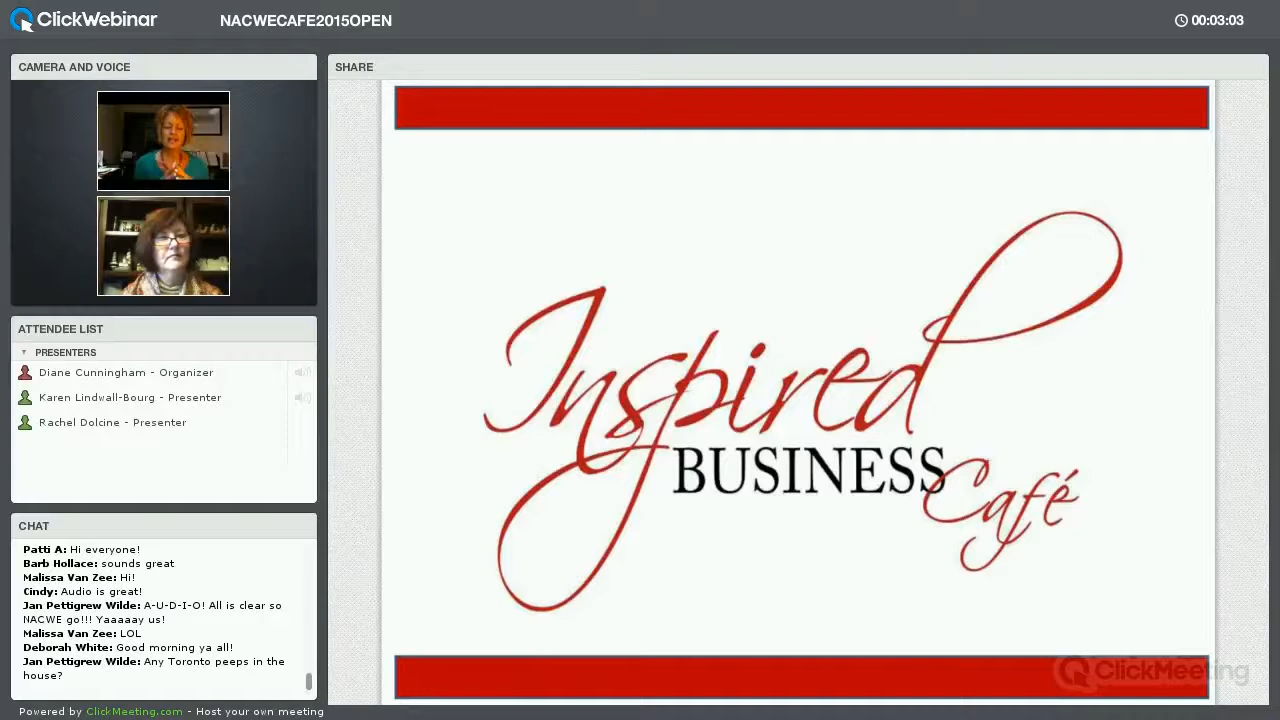 ClickWebinar
NACWECAFE2015OPEN
00:03:03
CAMERA AND VOICE
SHARE
Inspired
BUSINESS
Café
ATTENDEE LIST
PRESENTERS
Diane Cunningham - Organizer
Karen Lindwall-Bourg - Presenter
Rachel Dolcine - Presenter
CHAT
Patti A: Hi everyone!
Barb Hollace: sounds great
Malissa Van Zee: Hi!
Cindy: Audio is great!
Jan Pettigrew Wilde: A-U-D-I-O! All is clear so
NACWE go!!! Yaaaaay us!
Malissa Van Zee: LOL
Deborah White: Good morning ya all!
Jan Pettigrew Wilde: Any Toronto peeps in the
house?
ClickMeeting
Powered by ClickMeeting.com - Host your own meeting